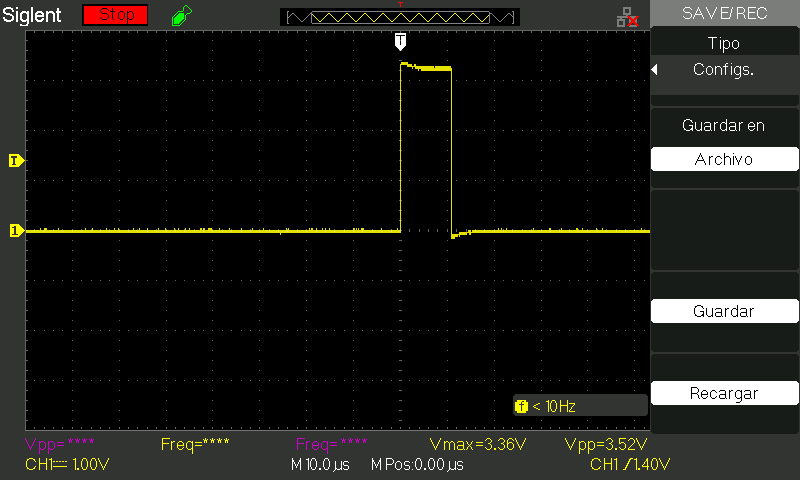 Siglent Stop T SAVE/REC
T
Tipo
Configs.
Guardar en
T
Archivo
1
Guardar
Recargar
f < 10Hz
Vpp=**** Freq=**** Freq=**** Vmax=3.36V Vpp=3.52V
CH1 1.00V M 10.0µs M Pos:0.00µs CH1 /1.40V